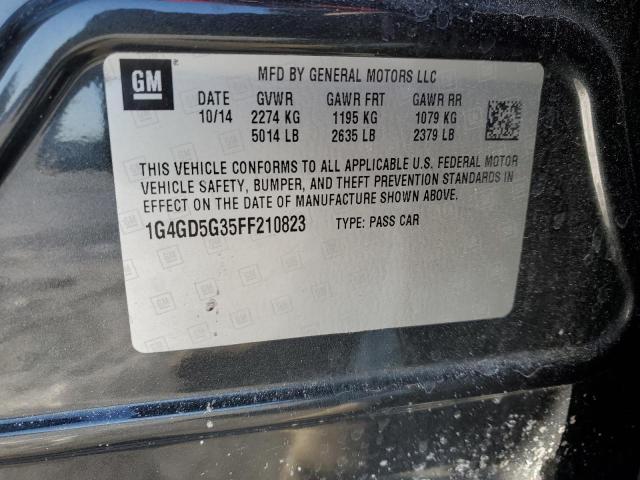 GM
MFD BY GENERAL MOTORS LLC
DATE GVWR GAWR FRT GAWR RR
10/14 2274 KG 1195 KG 1079 KG
5014 LB 2635 LB 2379 LB
THIS VEHICLE CONFORMS TO ALL APPLICABLE U.S. FEDERAL MOTOR
VEHICLE SAFETY, BUMPER, AND THEFT PREVENTION STANDARDS IN
EFFECT ON THE DATE OF MANUFACTURE SHOWN ABOVE.
1G4GD5G35FF210823 TYPE: PASS CAR